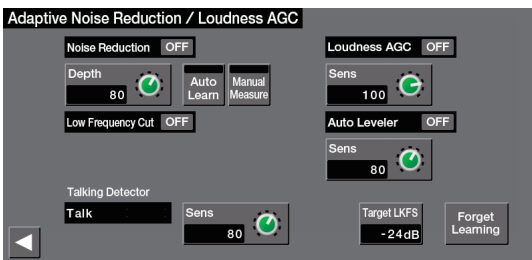 Adaptive Noise Reduction / Loudness AGC
Noise Reduction OFF
Loudness AGC OFF
Depth
80
Auto
Learn
Manual
Measure
Sens
100
Low Frequency Cut OFF
Auto Leveler OFF
Sens
80
Talking Detector
Talk
Sens
80
Target LKFS
-24dB
Forget
Learning